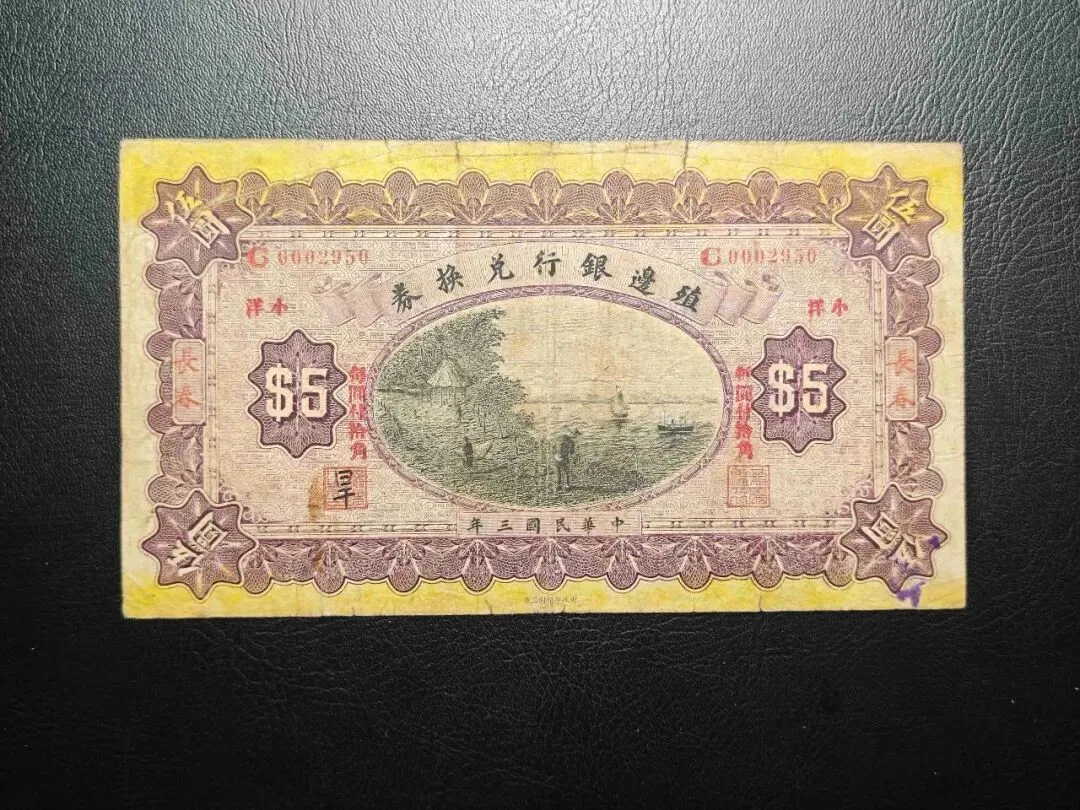 伍圓
伍圓
C 0002950
C 0002950
殖邊銀行兌換券
小洋
小洋
$5
$5
長春
長春
每圓付拾角
每圓付拾角
旱
中華民國三年
伍圓
伍圓